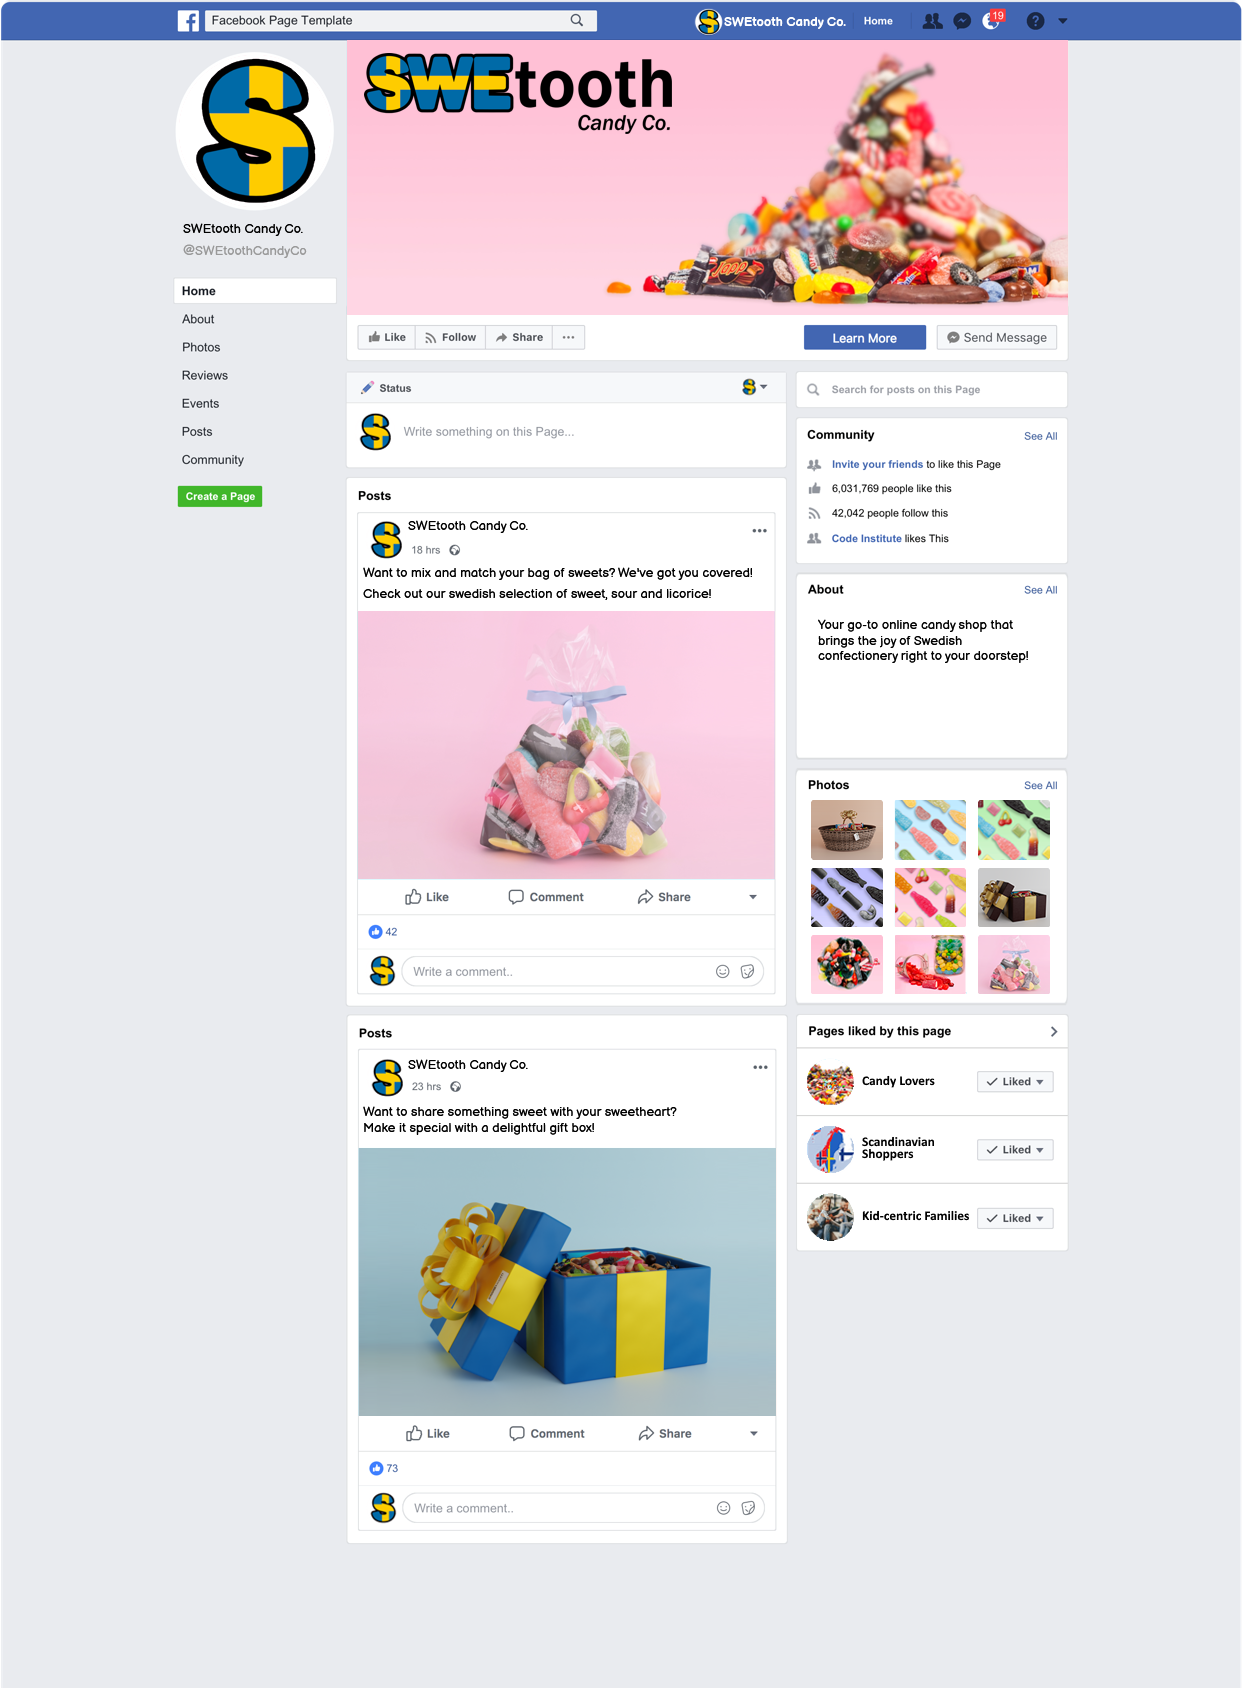 Facebook Page Template
SWEtooth Candy Co.
Home
19
?
S
SWEtooth
Candy Co.
SWEtooth Candy Co.
@SWEtoothCandyCo
Home
About
Photos
Reviews
Events
Posts
Community
Create a Page
Like
Follow
Share
Learn More
Send Message
Status
Write something on this Page...
Search for posts on this Page
Community
See All
Invite your friends to like this Page
6,031,769 people like this
42,042 people follow this
Code Institute likes This
Posts
SWEtooth Candy Co.
18 hrs
Want to mix and match your bag of sweets? We've got you covered!
Check out our swedish selection of sweet, sour and licorice!
Like
Comment
Share
42
Write a comment..
About
See All
Your go-to online candy shop that
brings the joy of Swedish
confectionery right to your doorstep!
Photos
See All
Posts
SWEtooth Candy Co.
23 hrs
Want to share something sweet with your sweetheart?
Make it special with a delightful gift box!
Like
Comment
Share
73
Write a comment..
Pages liked by this page
Candy Lovers
Liked
Scandinavian
Shoppers
Liked
Kid-centric Families
Liked